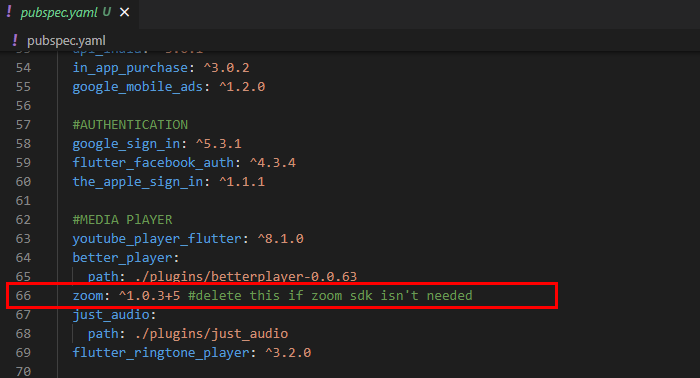 ! pubspec.yaml U ×
! pubspec.yaml
54 in_app_purchase: ^3.0.2
55 google_mobile_ads: ^1.2.0
56
57 #AUTHENTICATION
58 google_sign_in: ^5.3.1
59 flutter_facebook_auth: ^4.3.4
60 the_apple_sign_in: ^1.1.1
61
62 #MEDIA PlAYER
63 youtube_player_flutter: ^8.1.0
64 better_player:
65 path: ./plugins/betterplayer-0.0.63
66 zoom: ^1.0.3+5 #delete this if zoom sdk isn't needed
67 just_audio:
68 path: ./plugins/just_audio
69 flutter_ringtone_player: ^3.2.0
70